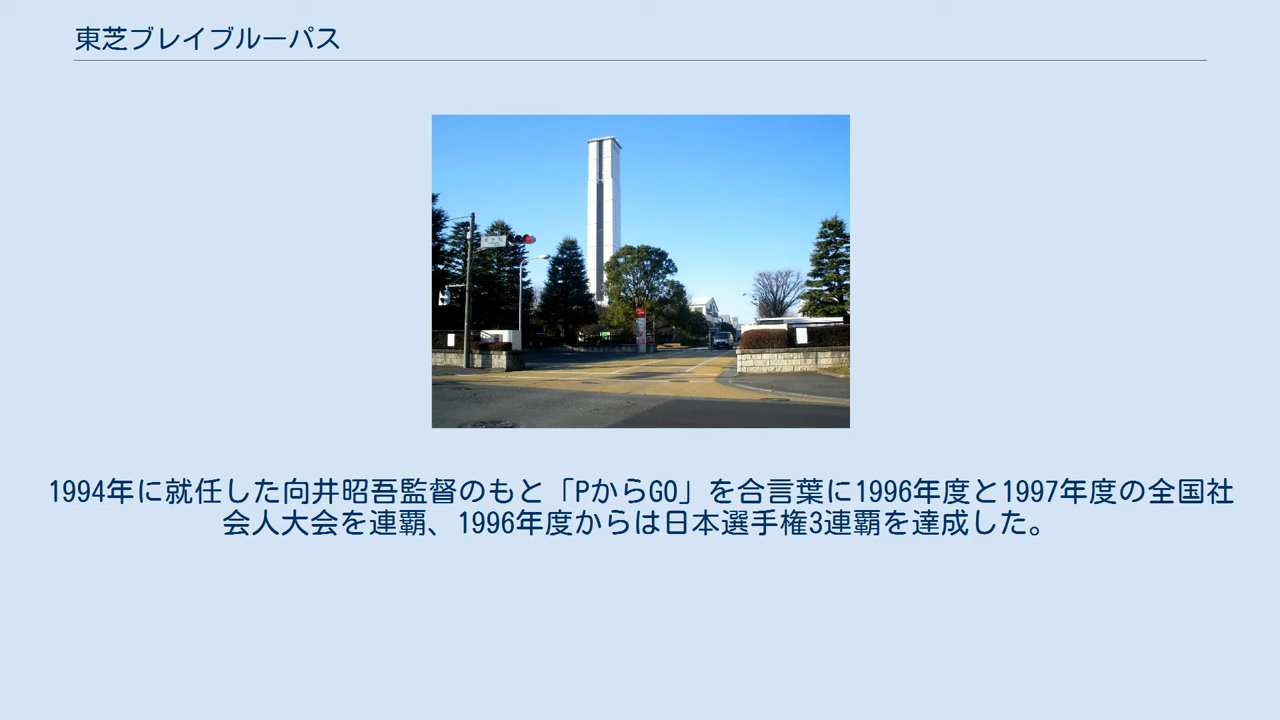 東芝ブレイブルーパス
1994年に就任した向井昭吾監督のもと「PからGO」を合言葉に1996年度と1997年度の全国社
会人大会を連覇、1996年度からは日本選手権3連覇を達成した。